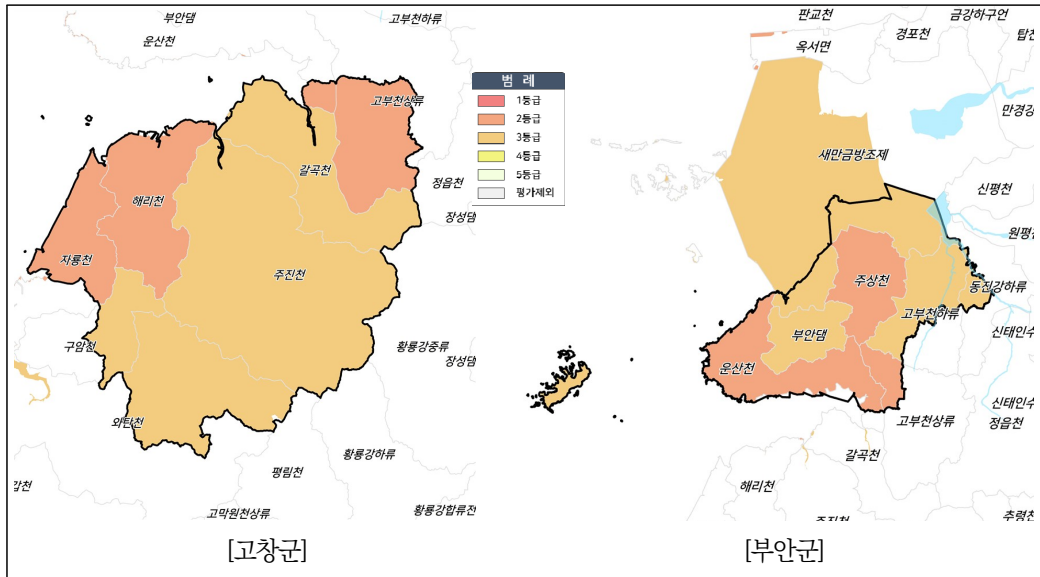 부안댐
고부천하류
운산천
고부천상류
갈곡천
정읍천
장성댐
해리천
자룡천
주진천
구암천
황룡강중류
장성댐
와탄천
황룡강하류
평림천
갑천
고막원천상류
황룡강합류전
[고창군]
범 례
1등급
2등급
3등급
4등급
5등급
평가제외
판교천
금강하구언
옥서면
경포천
탑천
만경강
새만금방조제
신평천
원평천
주상천
동진강하류
고부천하류
부안댐
신태인수
운산천
신태인수
고부천상류
정읍천
갈곡천
해리천
추령천
주진천
[부안군]